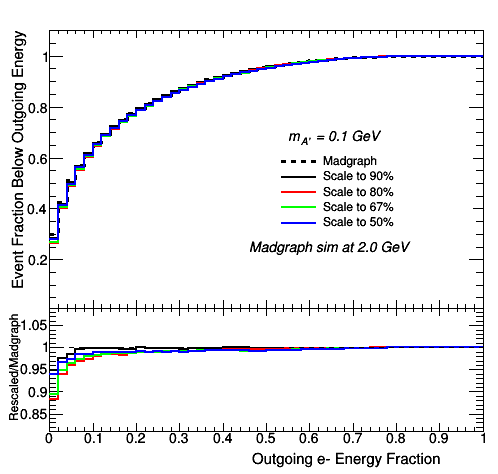 Event Fraction Below Outgoing Energy
1
0.8
0.6
0.4
0.2
m_A' = 0.1 GeV
Madgraph
Scale to 90%
Scale to 80%
Scale to 67%
Scale to 50%
Madgraph sim at 2.0 GeV
Rescaled/Madgraph
1.05
1
0.95
0.9
0.85
0 0.1 0.2 0.3 0.4 0.5 0.6 0.7 0.8 0.9 1
Outgoing e- Energy Fraction